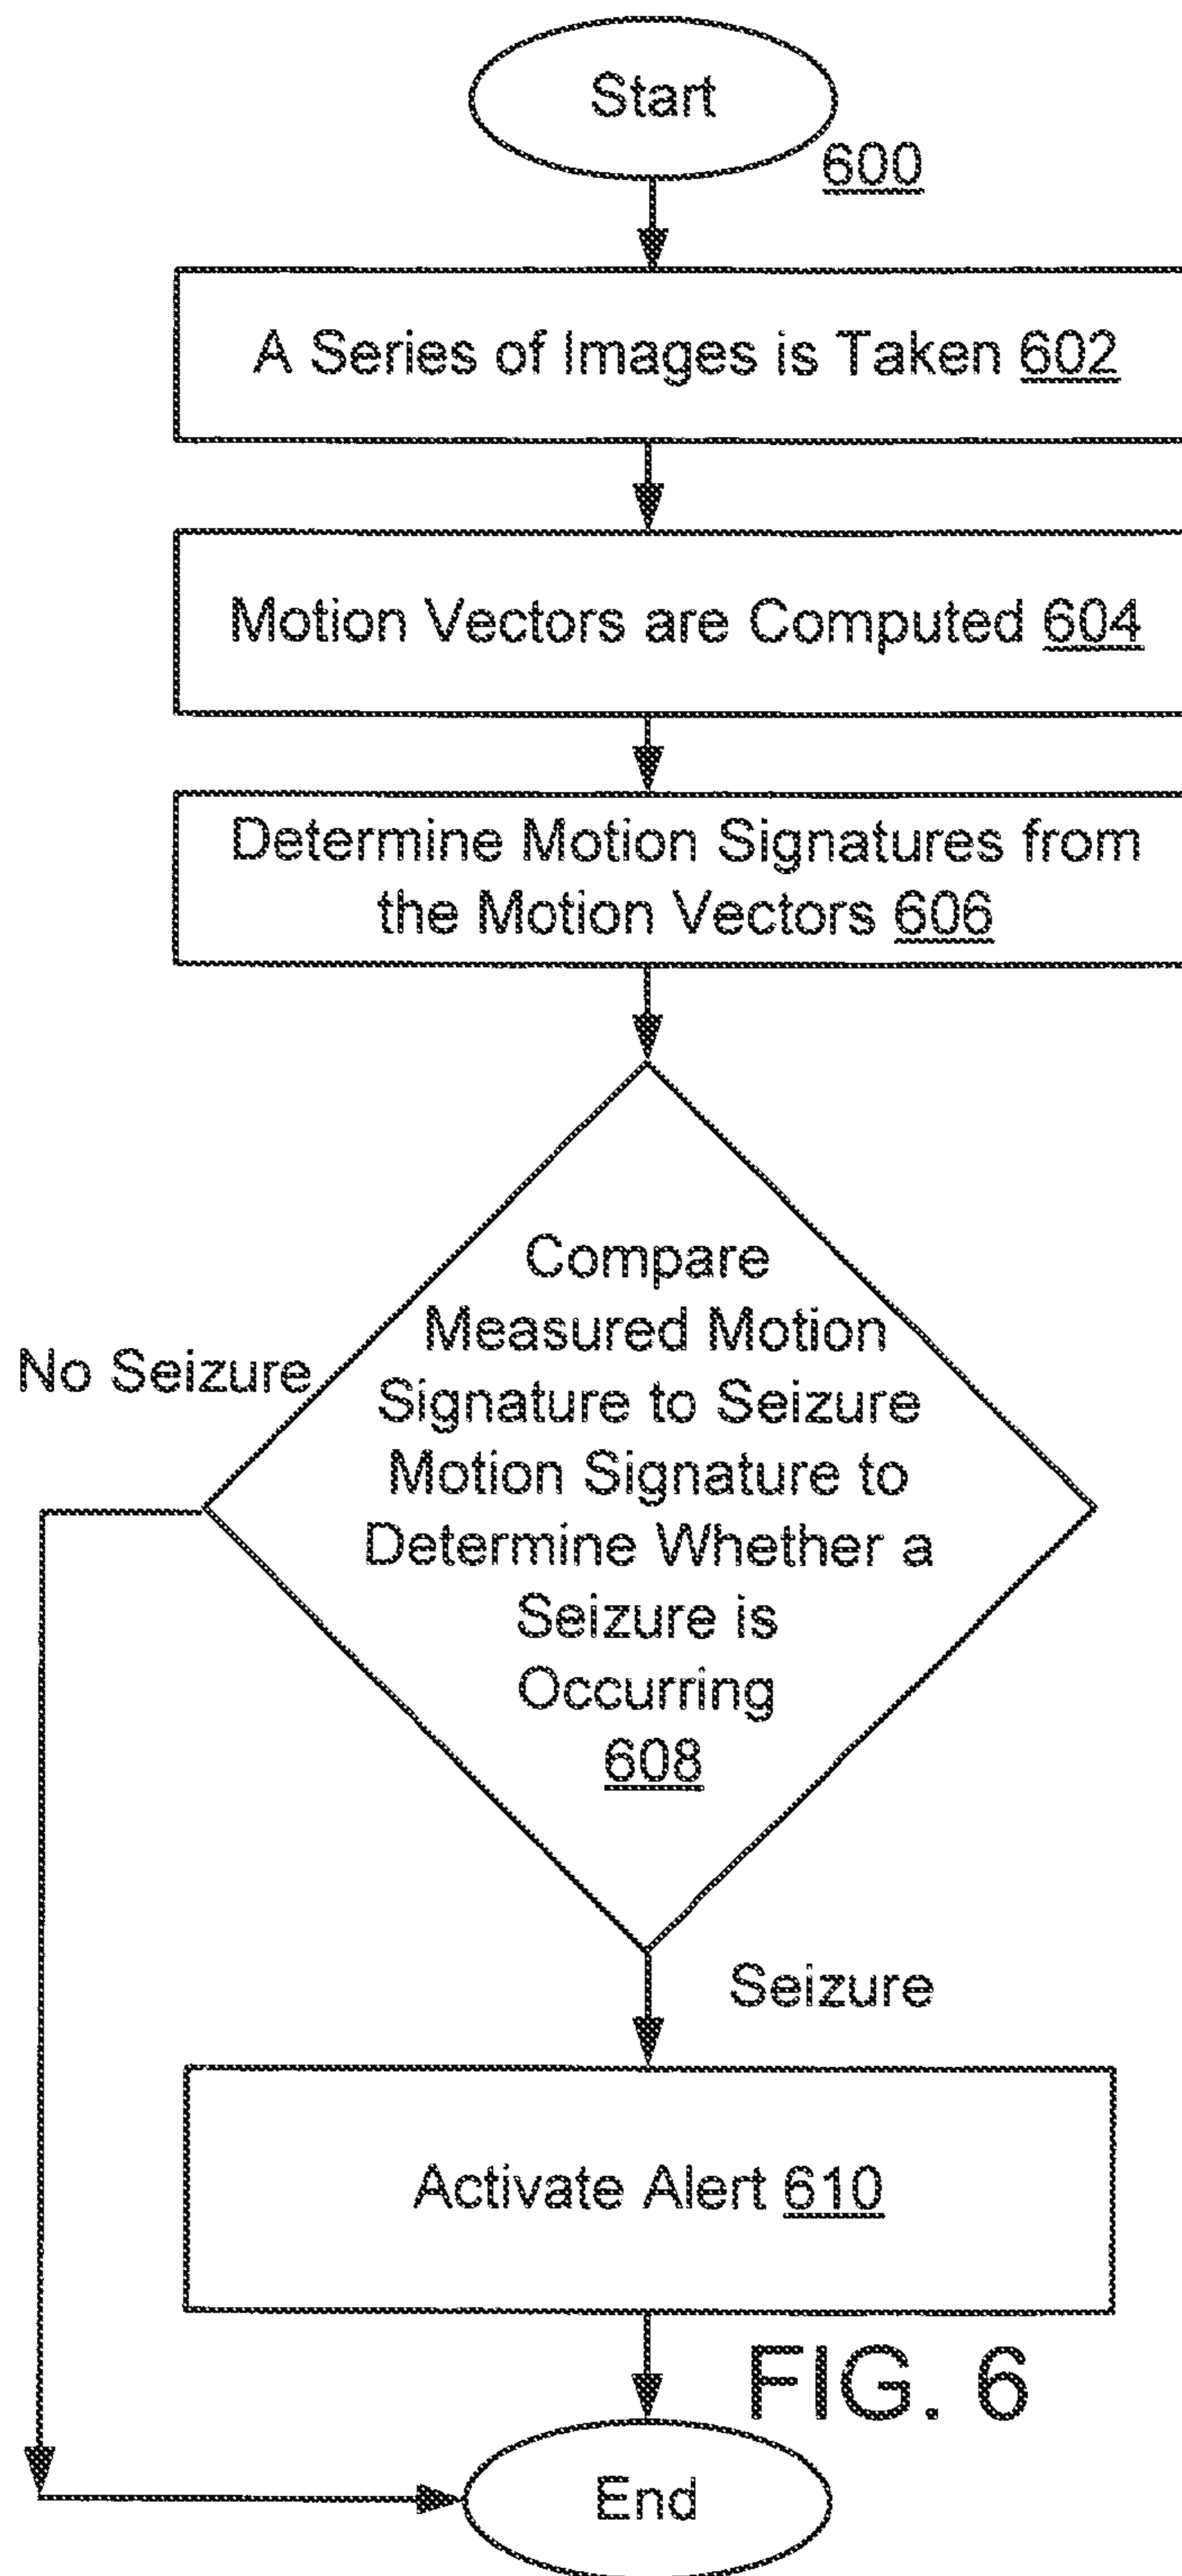 Start
600
A Series of Images is Taken 602
Motion Vectors are Computed 604
Determine Motion Signatures from
the Motion Vectors 606
Compare
Measured Motion
Signature to Seizure
Motion Signature to
Determine Whether a
Seizure is
Occurring
608
No Seizure
Seizure
Activate Alert 610
FIG. 6
End